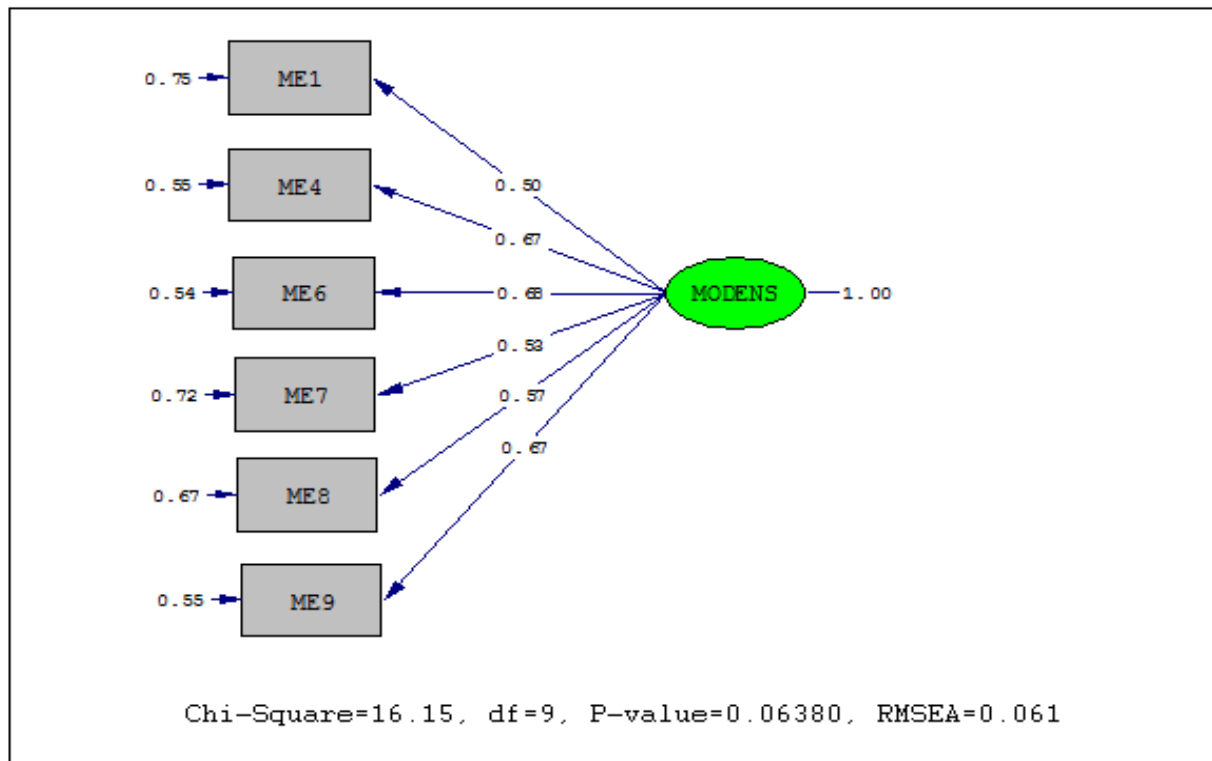 0.75 ME1
0.50
0.55 ME4
0.67
0.54 ME6 0.68 MODENS 1.00
0.53
0.72 ME7 0.57
0.67
0.67 ME8
0.55 ME9
Chi-Square=16.15, df=9, P-value=0.06380, RMSEA=0.061